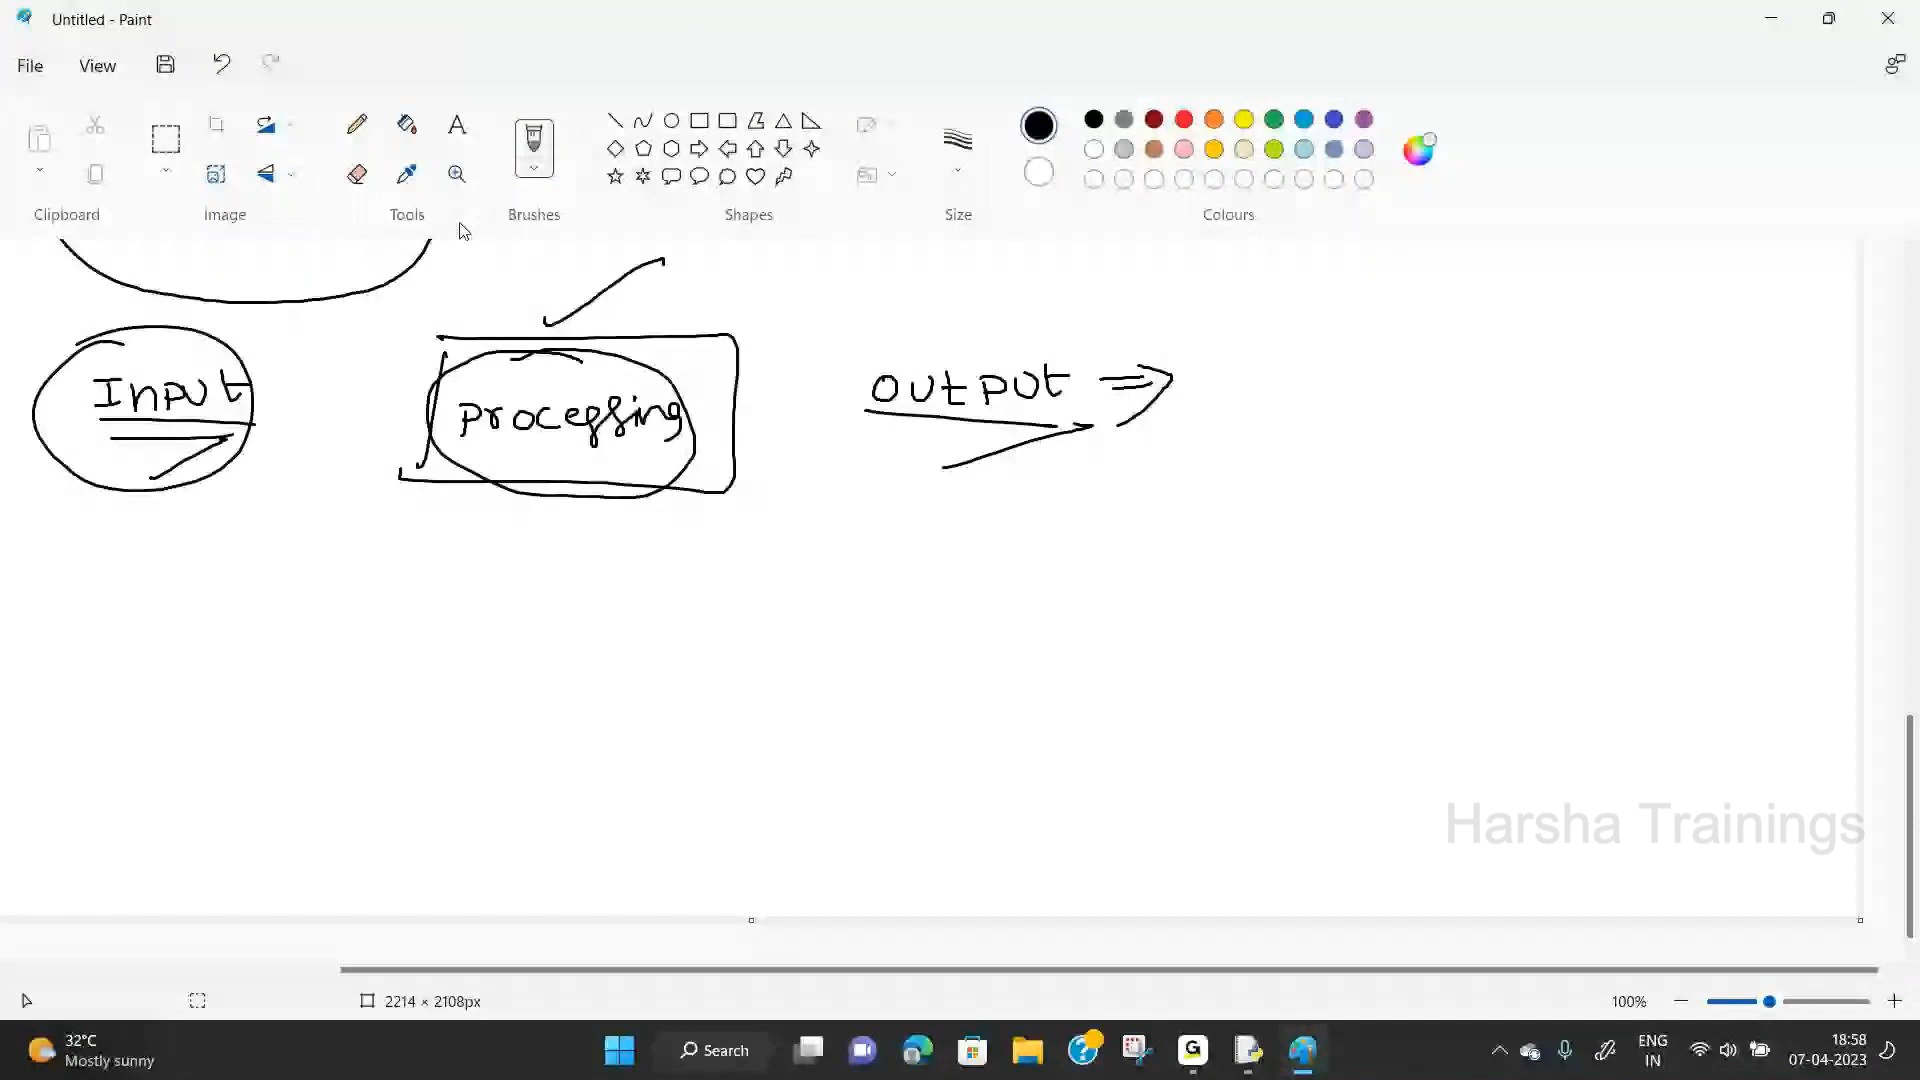 Untitled - Paint
File View
Clipboard Image Tools Brushes Shapes Size Colours
Input
processing
output
Harsha Trainings
2214 × 2108px
100%
32°C
Mostly sunny
Search
ENG
IN
18:58
07-04-2023